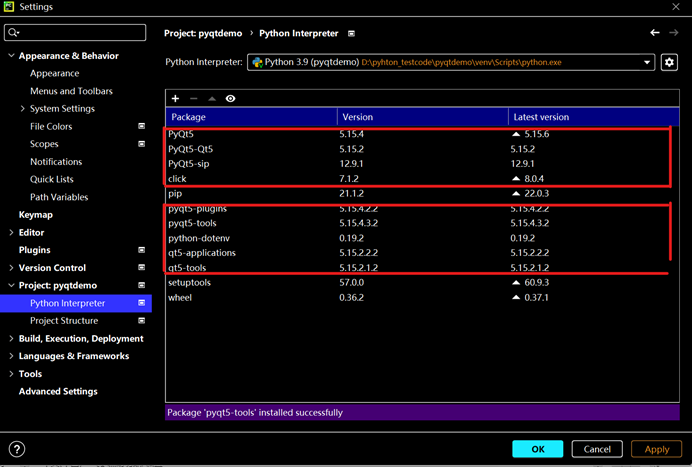 Settings
Project: pyqtdemo › Python Interpreter
Python Interpreter: Python 3.9 (pyqtdemo) D:\pyhton_testcode\pyqtdemo\venv\Scripts\python.exe
Appearance & Behavior
Appearance
Menus and Toolbars
System Settings
File Colors
Scopes
Notifications
Quick Lists
Path Variables
Keymap
Editor
Plugins
Version Control
Project: pyqtdemo
Python Interpreter
Project Structure
Build, Execution, Deployment
Languages & Frameworks
Tools
Advanced Settings
Package Version Latest version
PyQt5 5.15.4 5.15.6
PyQt5-Qt5 5.15.2 5.15.2
PyQt5-sip 12.9.1 12.9.1
click 7.1.2 8.0.4
pip 21.1.2 22.0.3
pyqt5-plugins 5.15.4.2.2 5.15.4.2.2
pyqt5-tools 5.15.4.3.2 5.15.4.3.2
python-dotenv 0.19.2 0.19.2
qt5-applications 5.15.2.2.2 5.15.2.2.2
qt5-tools 5.15.2.1.2 5.15.2.1.2
setuptools 57.0.0 60.9.3
wheel 0.36.2 0.37.1
Package 'pyqt5-tools' installed successfully
? OK Cancel Apply